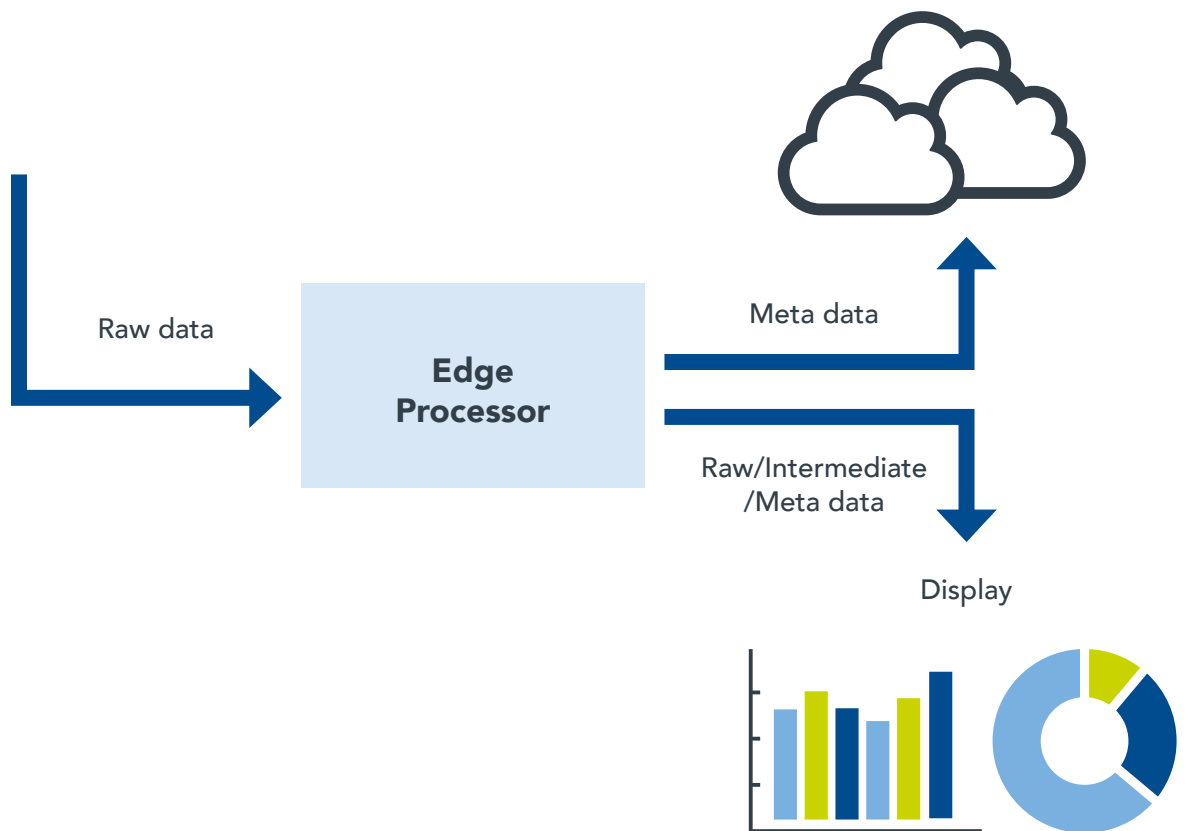 Raw data
Edge
Processor
Meta data
Raw/Intermediate
/Meta data
Display